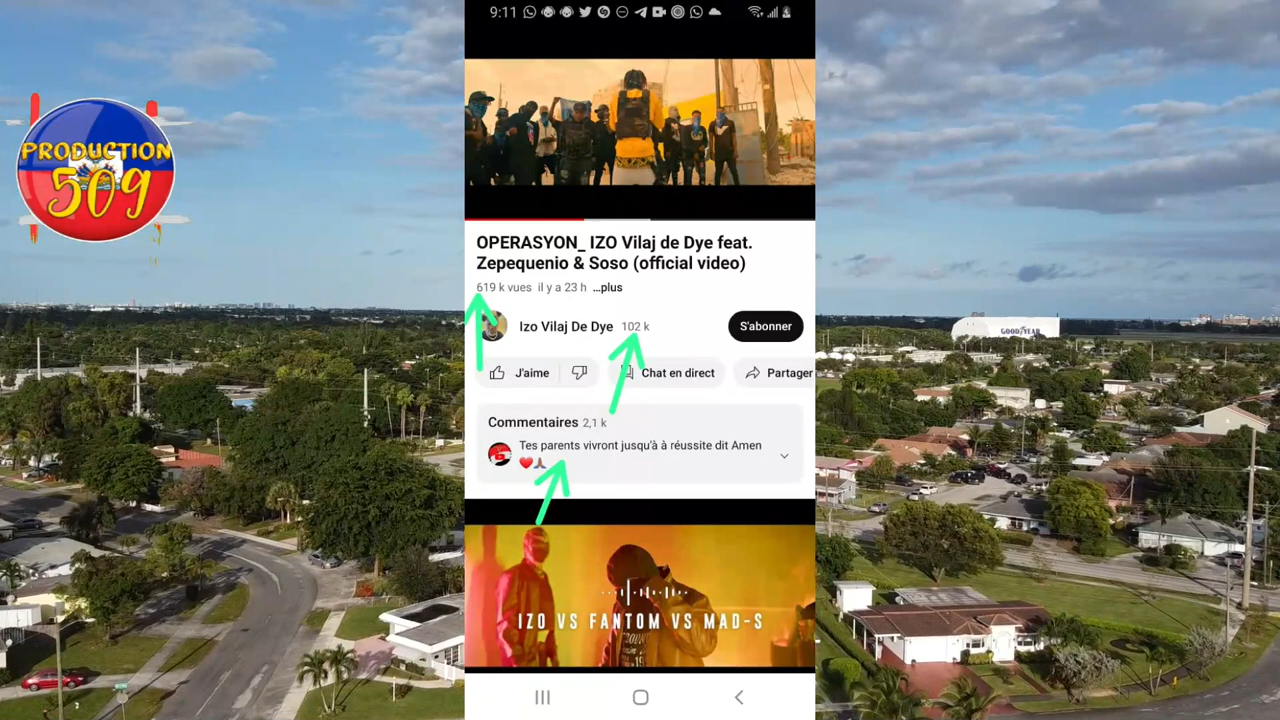 PRODUCTION
509
9:11
OPERASYON_ IZO Vilaj de Dye feat.
Zepequenio & Soso (official video)
619 k vues il y a 23 h ...plus
Izo Vilaj De Dye 102 k
S'abonner
J'aime
Chat en direct
Partager
Commentaires 2,1 k
Tes parents vivront jusqu'à à réussite dit Amen
❤️🙏🏽
IZO VS FANTOM VS MAD-S
GOODYEAR